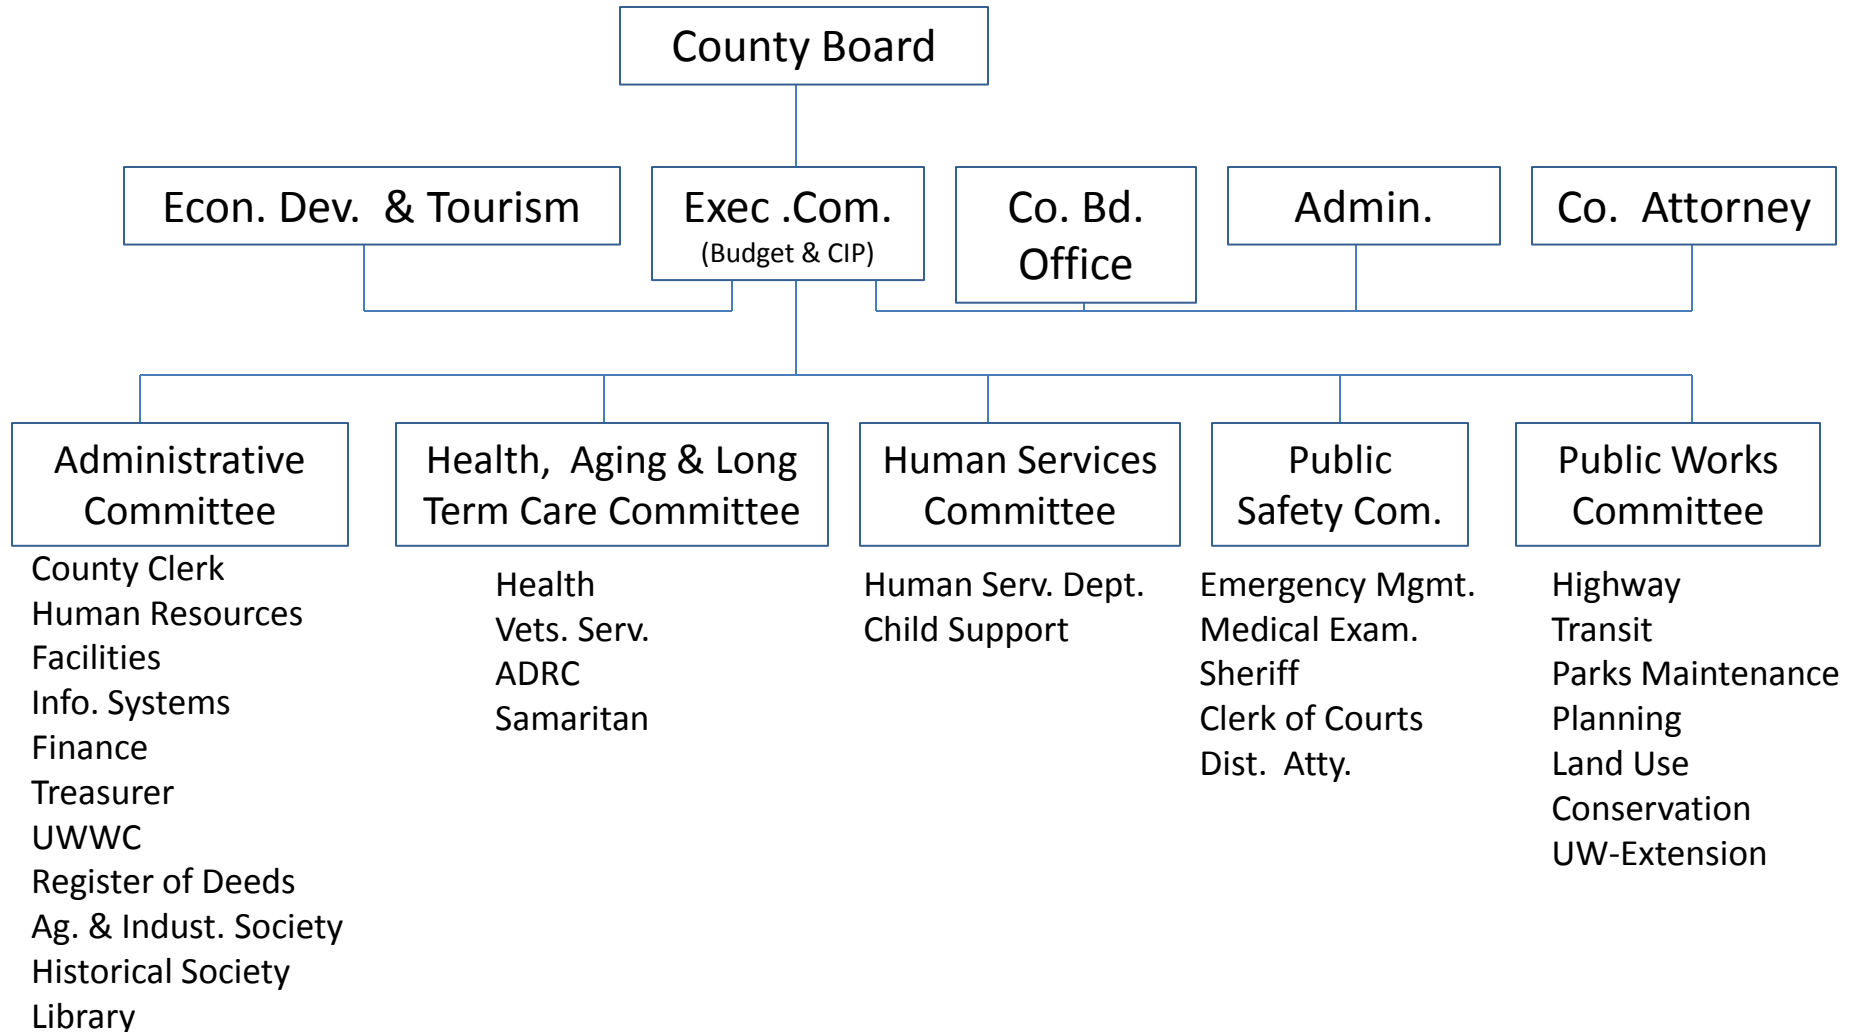 County Board
Econ. Dev.  & Tourism
Exec .Com.
(Budget & CIP)
Co. Bd.
Office
Admin.
Co.  Attorney
Administrative
Committee
County Clerk
Human Resources
Facilities
Info. Systems
Finance
Treasurer
UWWC
Register of Deeds
Ag. & Indust. Society
Historical Society
Library
Health,  Aging & Long
Term Care Committee
Health
Vets. Serv.
ADRC
Samaritan
Human Services
Committee
Human Serv. Dept.
Child Support
Public
Safety Com.
Emergency Mgmt.
Medical Exam.
Sheriff
Clerk of Courts
Dist.  Atty.
Public Works
Committee
Highway
Transit
Parks Maintenance
Planning
Land Use
Conservation
UW-Extension